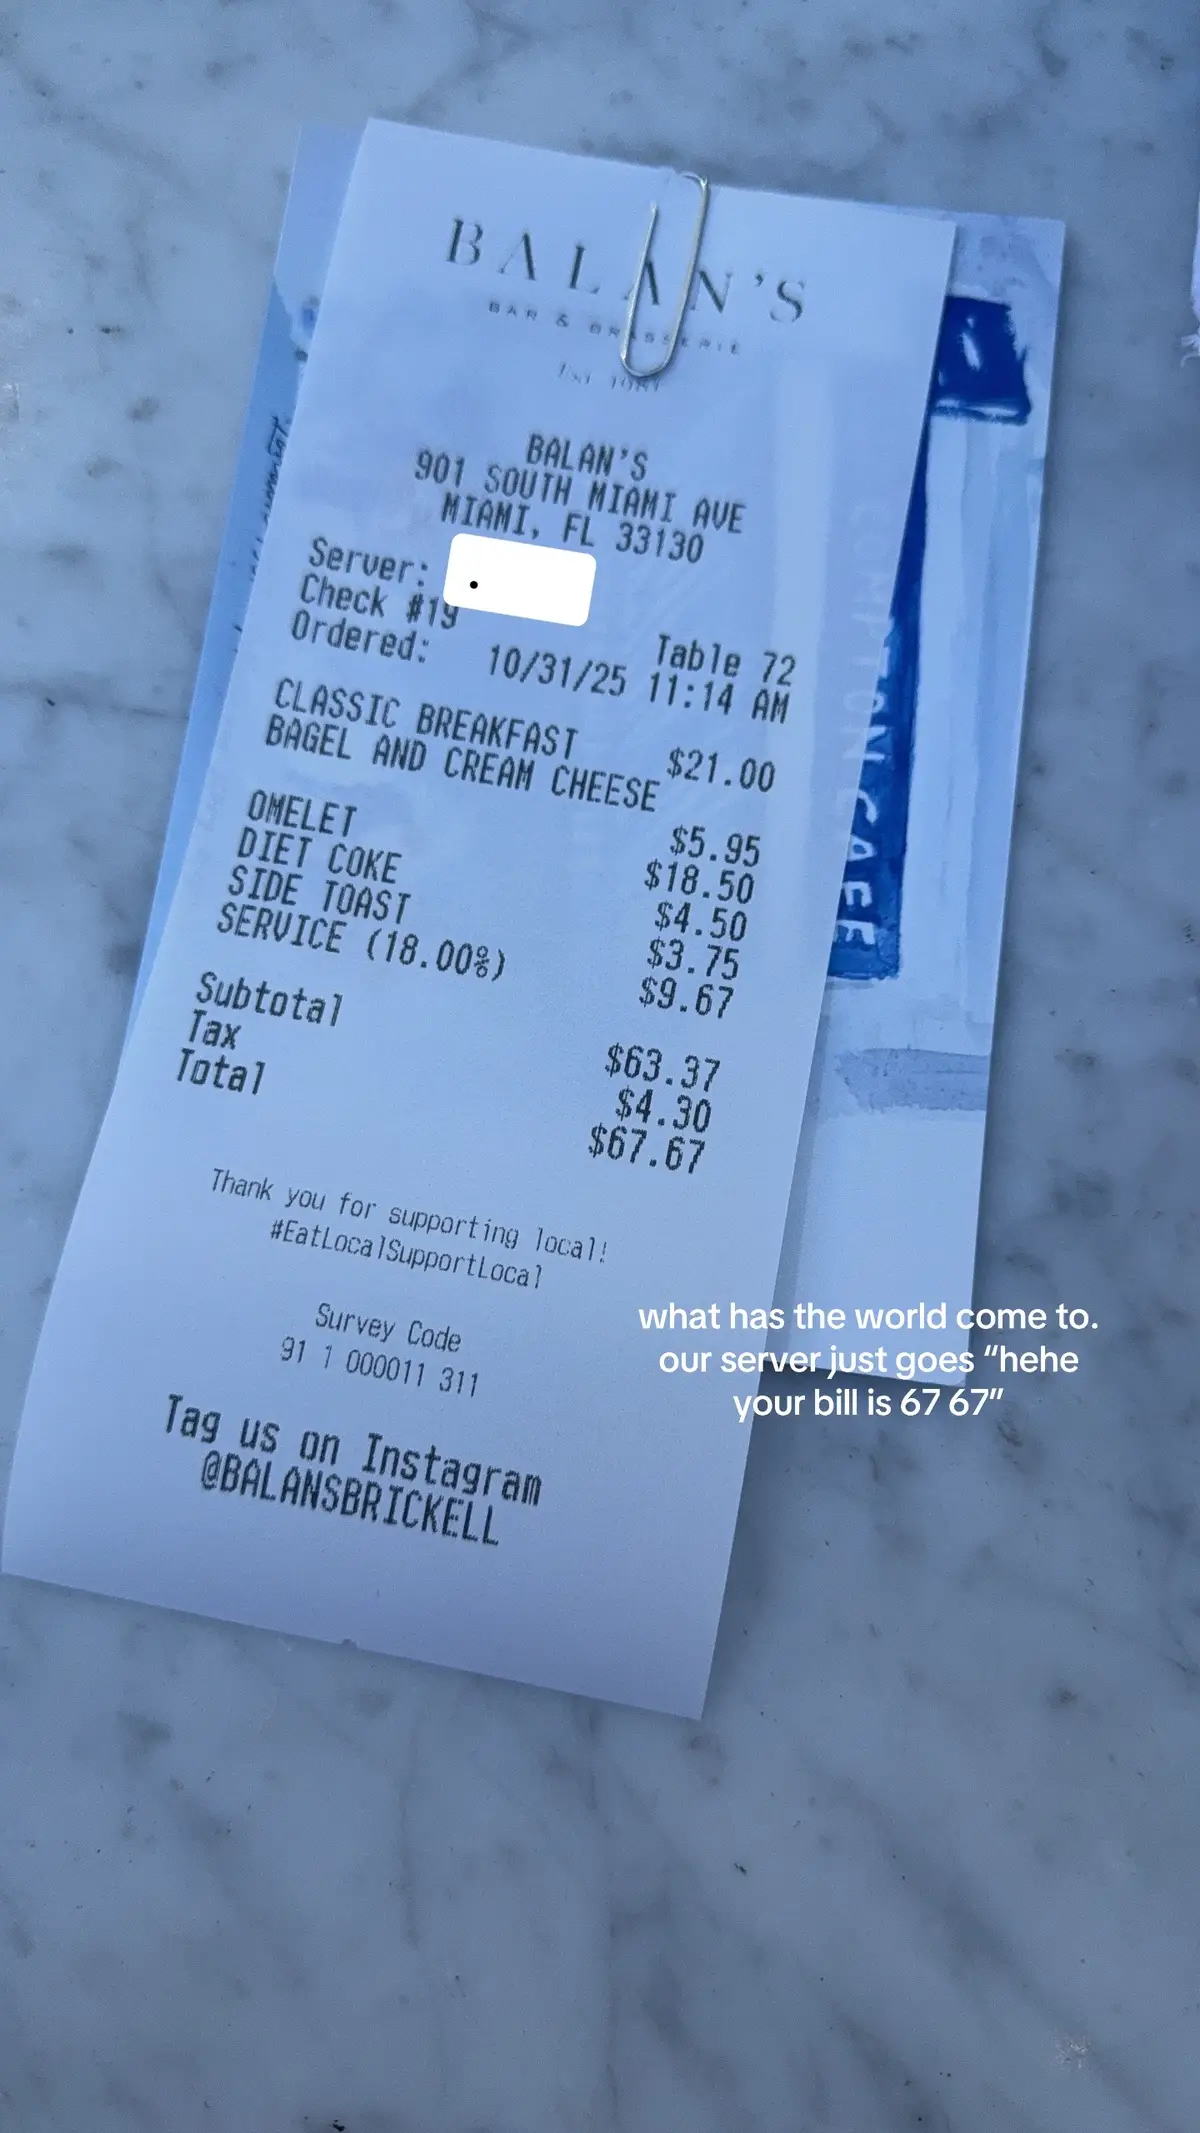 BALAN'S
BAR & BRASSERIE
BALAN'S
901 SOUTH MIAMI AVE
MIAMI, FL 33130
Server: .
Check #19 Table 72
Ordered: 10/31/25 11:14 AM
CLASSIC BREAKFAST $21.00
BAGEL AND CREAM CHEESE
$5.95
OMELET $18.50
DIET COKE $4.50
SIDE TOAST $3.75
SERVICE (18.00%) $9.67
Subtotal $63.37
Tax $4.30
Total $67.67
Thank you for supporting local!
#EatLocalSupportLocal
Survey Code
91 1 000011 311
Tag us on Instagram
@BALANSBRICKELL
COMPTON CAFE
what has the world come to.
our server just goes “hehe
your bill is 67 67”